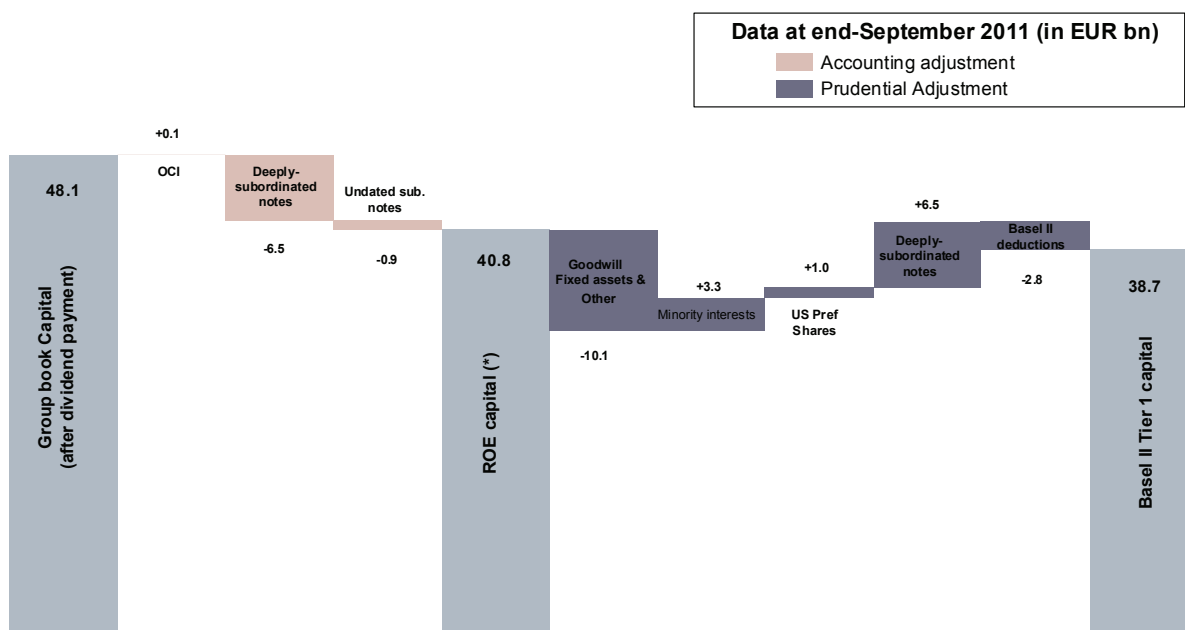 Data at end-September 2011 (in EUR bn)
Accounting adjustment
Prudential Adjustment
48.1
Group book Capital
(after dividend payment)
+0.1
OCI
Deeply-
subordinated
notes
-6.5
Undated sub.
notes
-0.9
40.8
ROE capital (*)
Goodwill
Fixed assets &
Other
-10.1
+3.3
Minority interests
+1.0
US Pref
Shares
+6.5
Deeply-
subordinated
notes
Basel II
deductions
-2.8
38.7
Basel II Tier 1 capital